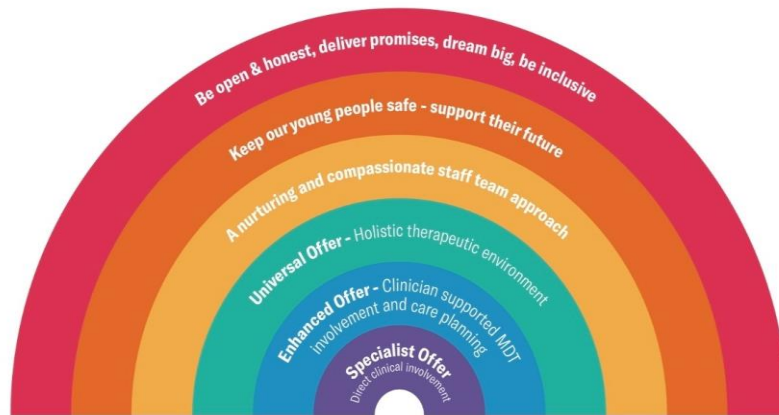 Be open & honest, deliver promises, dream big, be inclusive
Keep our young people safe - support their future
A nurturing and compassionate staff team approach
Universal Offer - Holistic therapeutic environment
Enhanced Offer - Clinician supported MDT
involvement and care planning
Specialist Offer
Direct clinical involvement